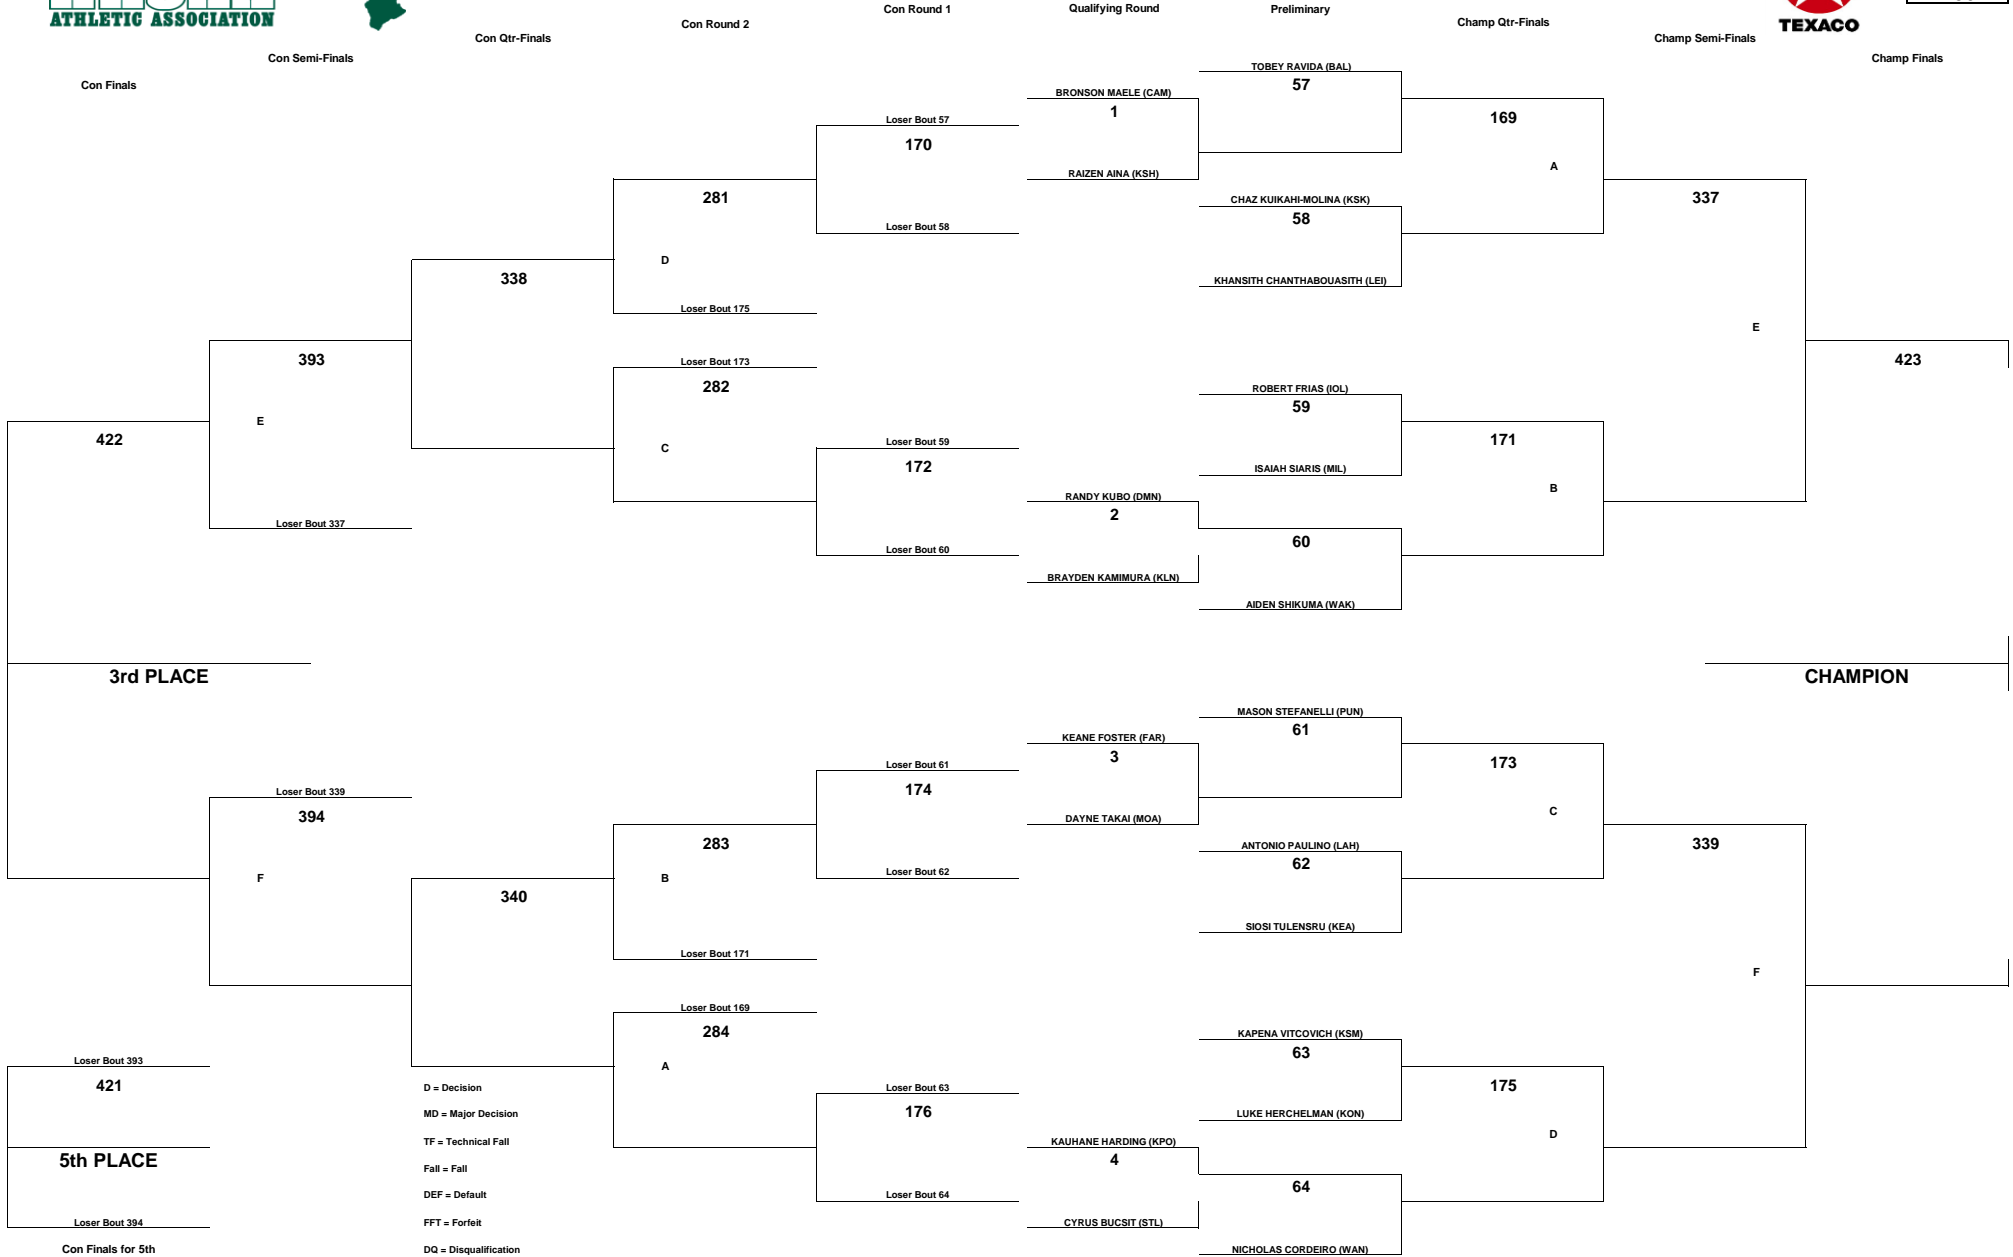 ATHLETIC ASSOCIATION
TEXACO
Con Finals
Con Semi-Finals
Con Qtr-Finals
Con Round 2
Con Round 1
Qualifying Round
Preliminary
Champ Qtr-Finals
Champ Semi-Finals
Champ Finals
TOBEY RAVIDA (BAL)
57
BRONSON MAELE (CAM)
1
RAIZEN AINA (KSH)
Loser Bout 57
170
Loser Bout 58
169
A
CHAZ KUIKAHI-MOLINA (KSK)
58
KHANSITH CHANTHABOUASITH (LEI)
281
D
Loser Bout 175
337
E
338
393
E
Loser Bout 337
Loser Bout 173
282
C
ROBERT FRIAS (IOL)
59
ISAIAH SIARIS (MIL)
423
422
Loser Bout 59
172
Loser Bout 60
171
B
RANDY KUBO (DMN)
2
BRAYDEN KAMIMURA (KLN)
60
AIDEN SHIKUMA (WAK)
3rd PLACE
CHAMPION
MASON STEFANELLI (PUN)
61
KEANE FOSTER (FAR)
3
DAYNE TAKAI (MOA)
Loser Bout 61
174
Loser Bout 62
173
C
Loser Bout 339
394
F
283
B
Loser Bout 171
ANTONIO PAULINO (LAH)
62
SIOSI TULENSRU (KEA)
339
F
340
Loser Bout 169
284
A
KAPENA VITCOVICH (KSM)
63
LUKE HERCHELMAN (KON)
Loser Bout 393
421
5th PLACE
Loser Bout 394
Con Finals for 5th
D = Decision
MD = Major Decision
TF = Technical Fall
Fall = Fall
DEF = Default
FFT = Forfeit
DQ = Disqualification
Loser Bout 63
176
Loser Bout 64
175
D
KAUHANE HARDING (KPO)
4
CYRUS BUCSIT (STL)
64
NICHOLAS CORDEIRO (WAN)